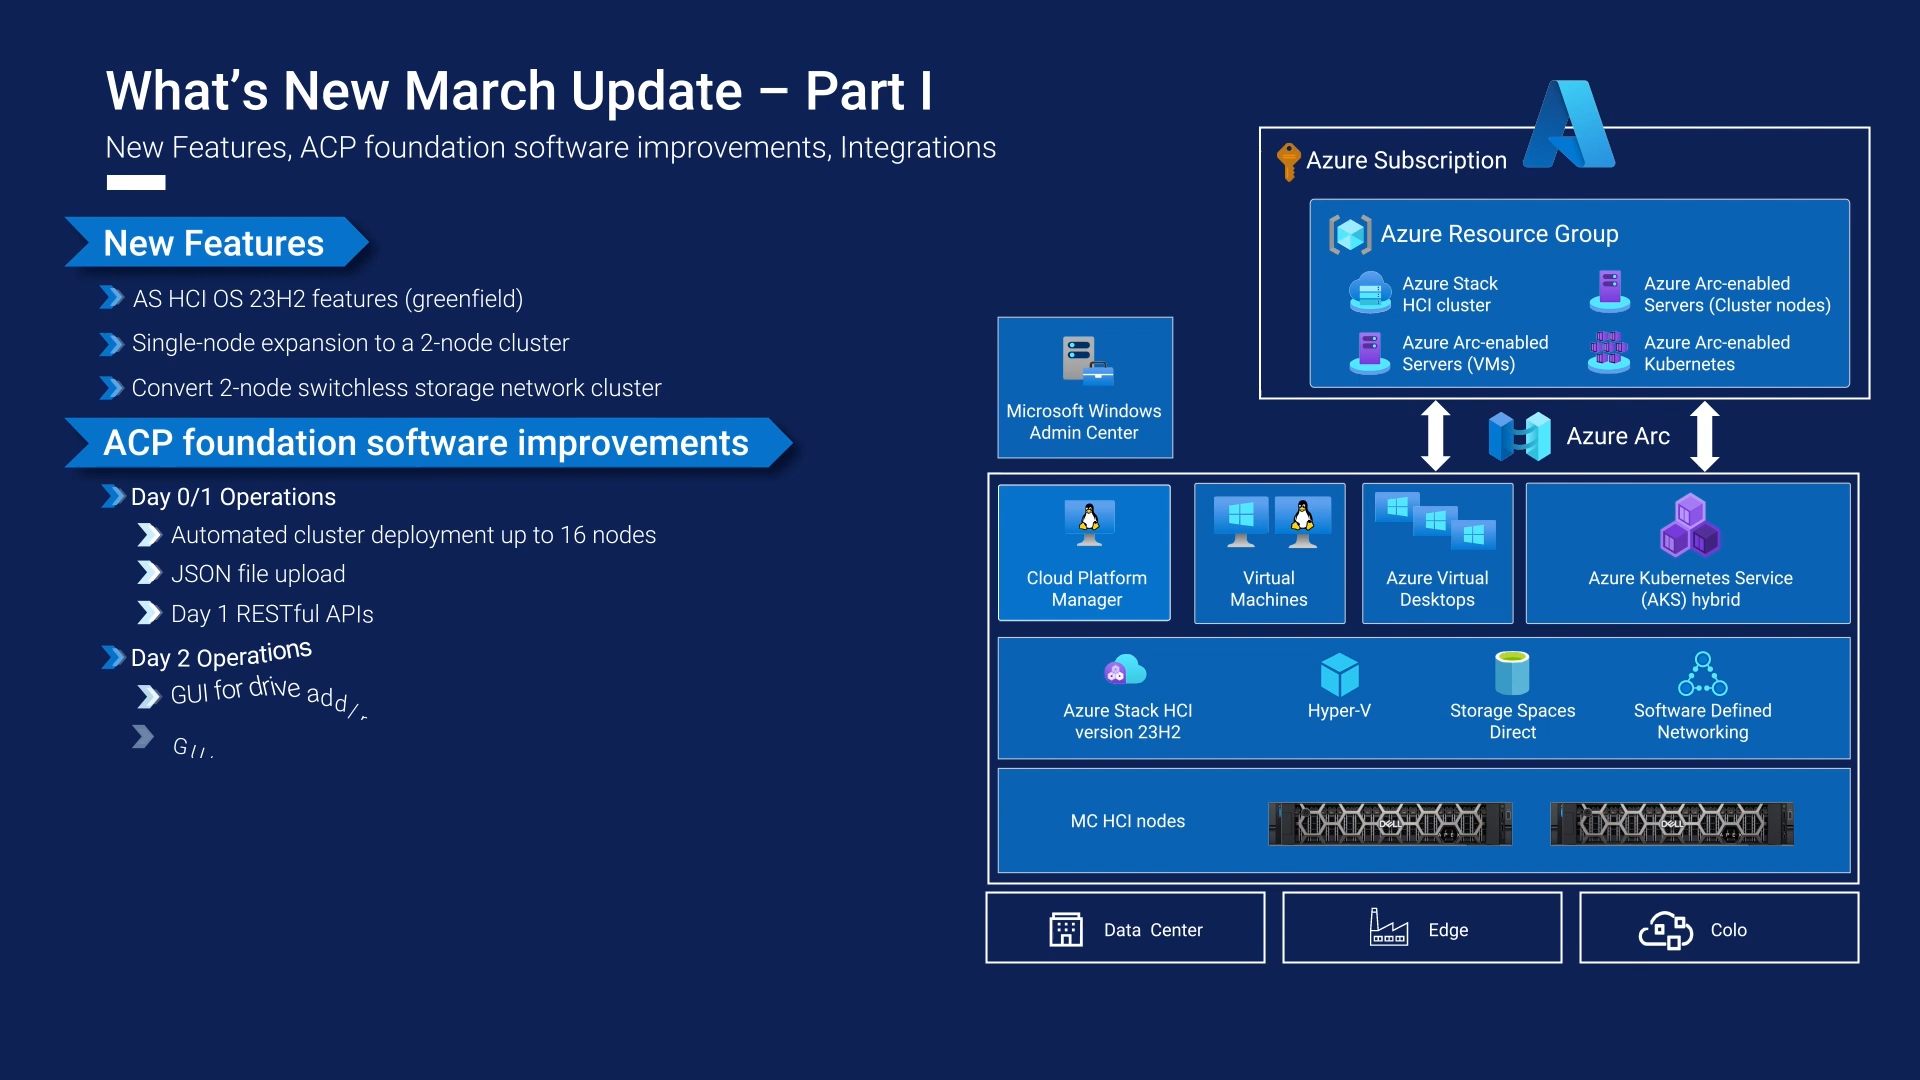 What's New March Update – Part I
New Features, ACP foundation software improvements, Integrations
New Features
AS HCI OS 23H2 features (greenfield)
Single-node expansion to a 2-node cluster
Convert 2-node switchless storage network cluster
ACP foundation software improvements
Day 0/1 Operations
Automated cluster deployment up to 16 nodes
JSON file upload
Day 1 RESTful APIs
Day 2 Operations
GUI for drive add/
Azure Subscription
Azure Resource Group
Azure Stack
HCI cluster
Azure Arc-enabled
Servers (Cluster nodes)
Azure Arc-enabled
Servers (VMs)
Azure Arc-enabled
Kubernetes
Microsoft Windows
Admin Center
Azure Arc
Cloud Platform
Manager
Virtual
Machines
Azure Virtual
Desktops
Azure Kubernetes Service
(AKS) hybrid
Azure Stack HCI
version 23H2
Hyper-V
Storage Spaces
Direct
Software Defined
Networking
MC HCI nodes
DELL
DELL
Data Center
Edge
Colo